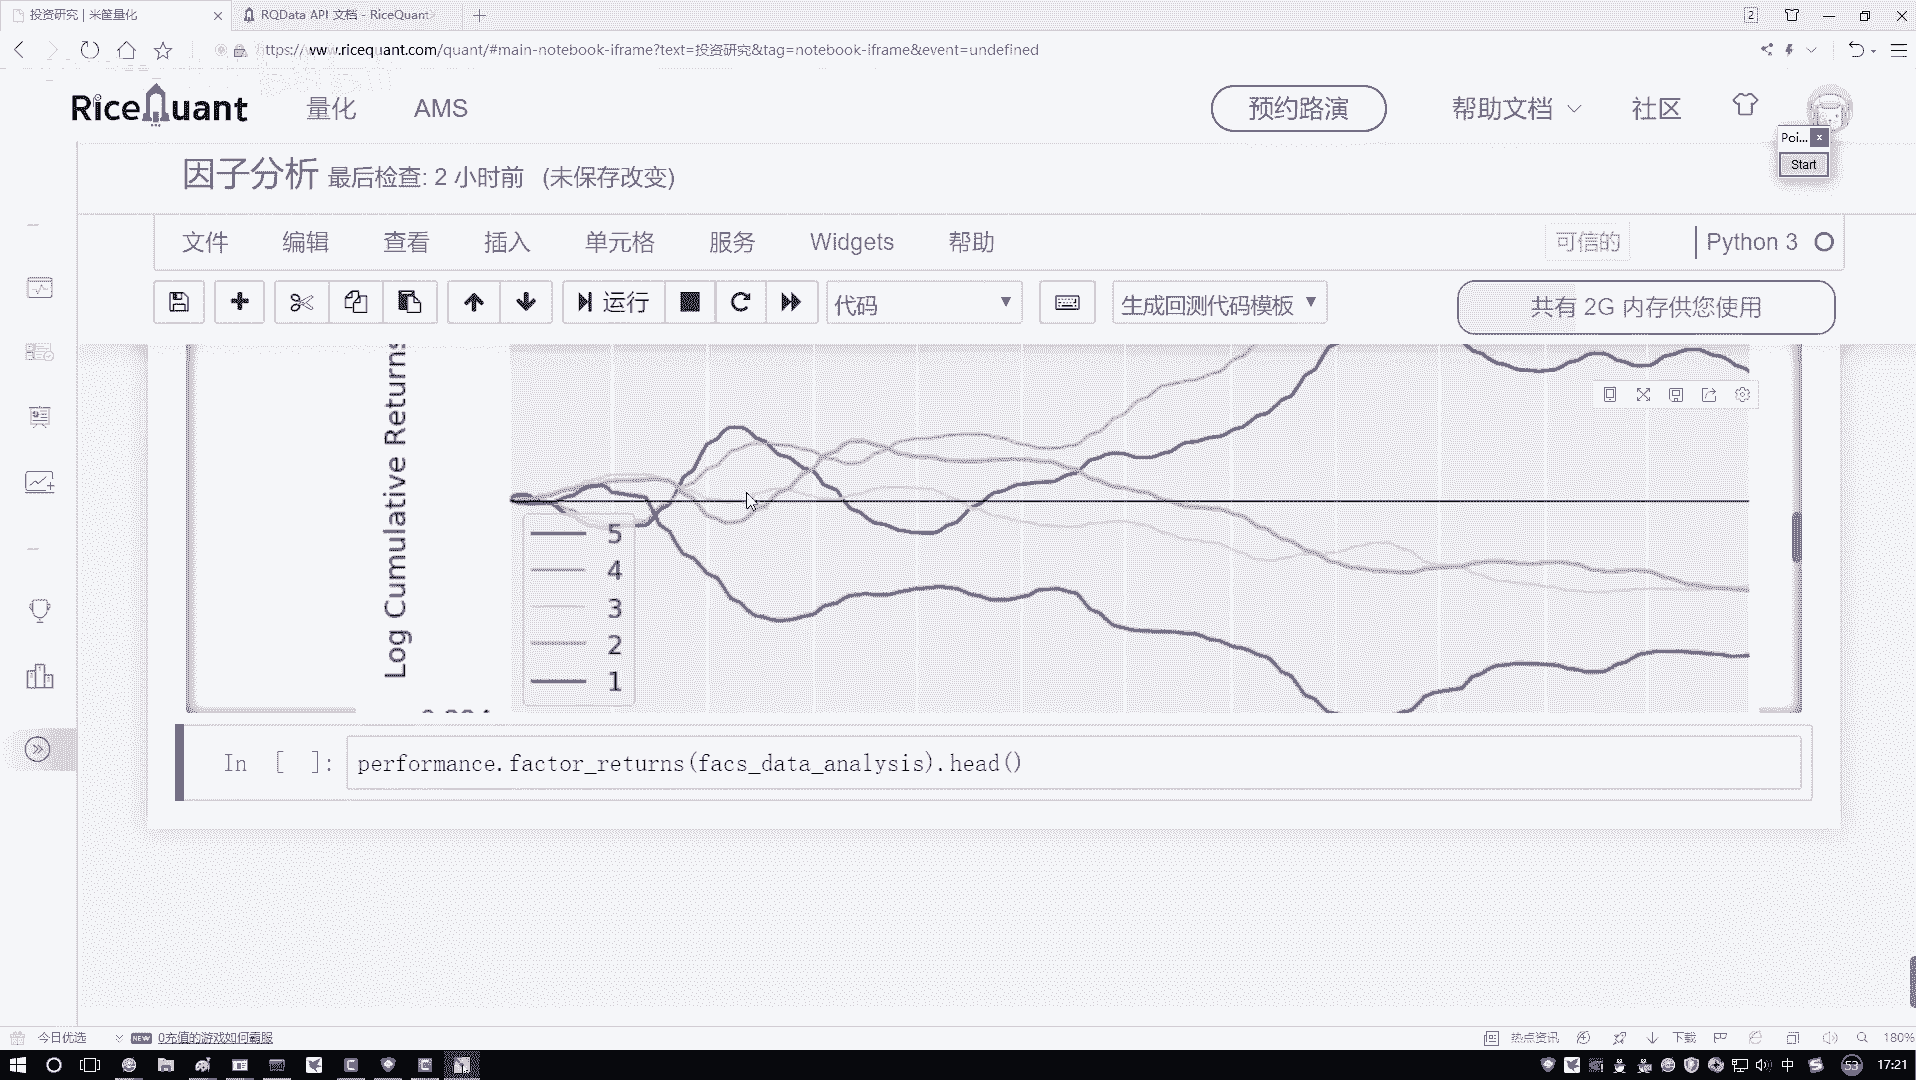 投资研究 | 米筐量化
RQData API 文档 - RiceQuant
2
https://www.ricequant.com/quant/#main-notebook-iframe?text=投资研究&tag=notebook-iframe&event=undefined
RiceQuant
量化
AMS
预约路演
帮助文档
社区
Poi...
Start
因子分析 最后检查: 2 小时前 (未保存改变)
文件
编辑
查看
插入
单元格
服务
Widgets
帮助
可信的
Python 3
运行
代码
生成回测代码模板
共有 2G 内存供您使用
Log Cumulative Returns
5
4
3
2
1
In [ ]: performance.factor_returns(facs_data_analysis).head()
今日优选
NEW
0充值的游戏如何霸服
热点资讯
下载
180%
中
53
17:21